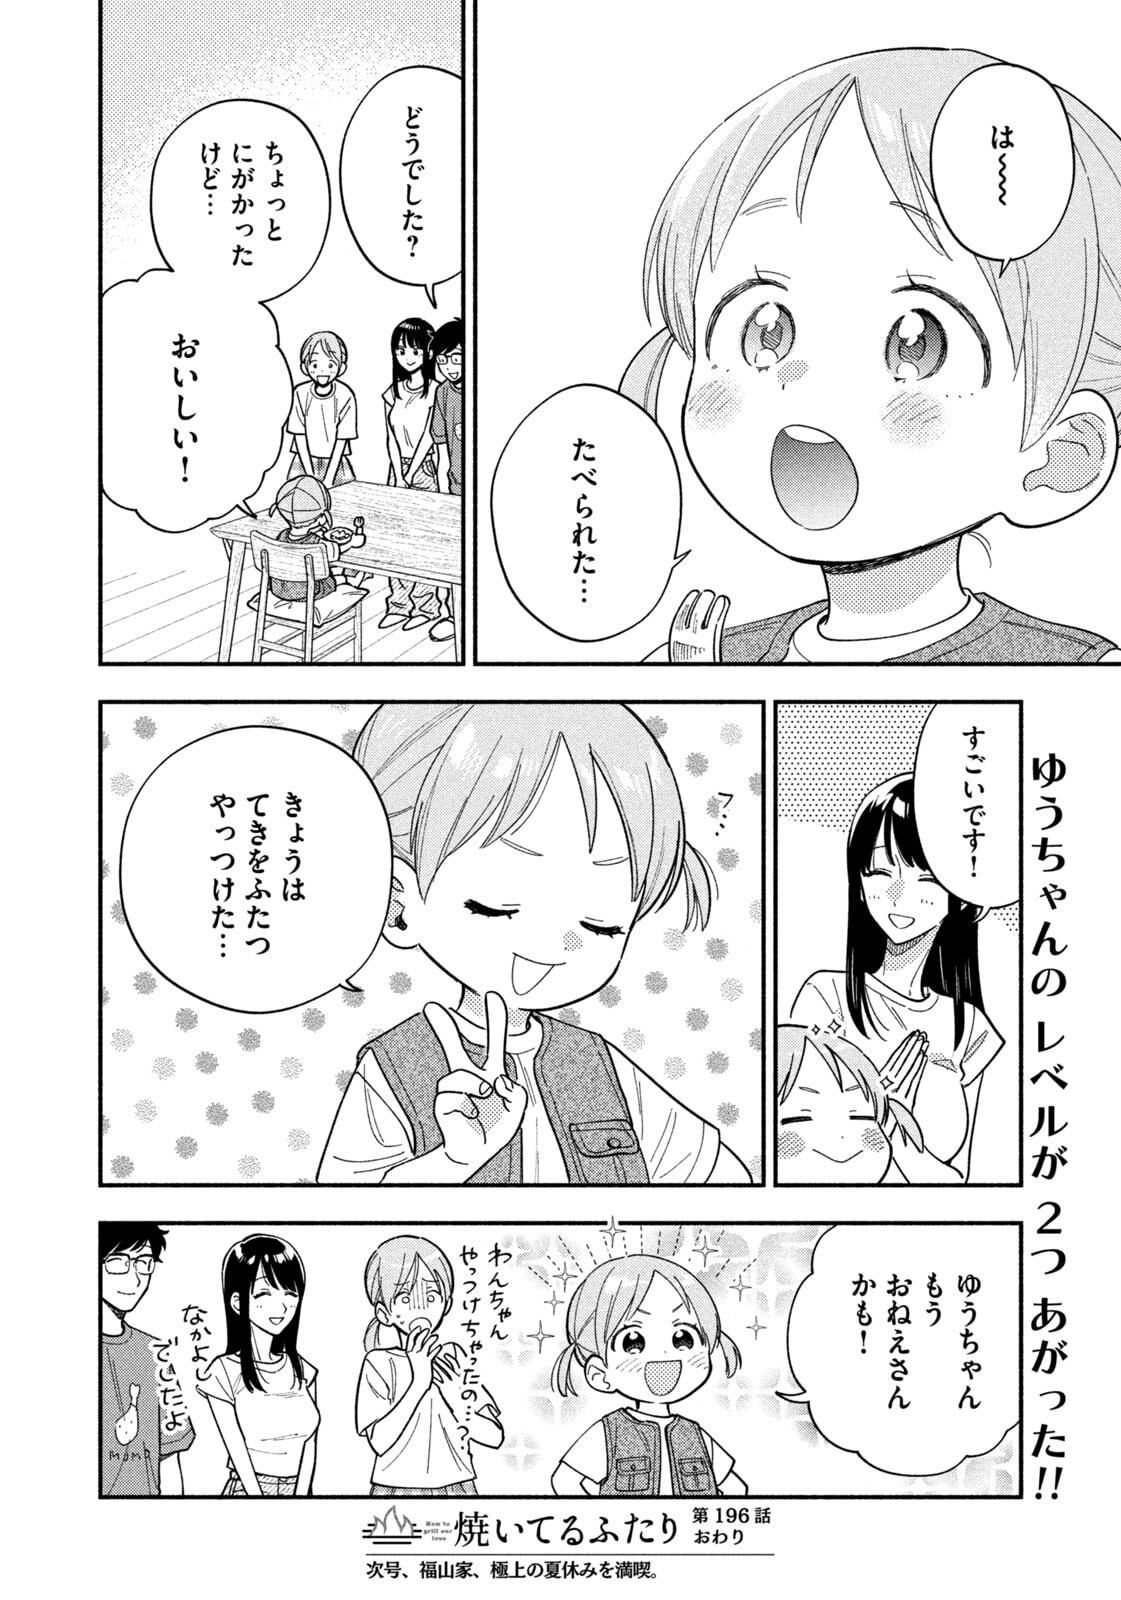 は〜〜
たべられた…
どうでした？
ちょっと
にがかった
けど…
おいしい！
すごいです！
フ…
きょうは
てきをふたつ
やっつけた…
ゆうちゃん
もう
おねえさん
かも！
わんちゃん
やっつけちゃったの…？
なかよし
でしたよ
MOMO
ゆうちゃんのレベルが2つあがった!!
How to
grill our
love
焼いてるふたり
第196話
おわり
次号、福山家、極上の夏休みを満喫。